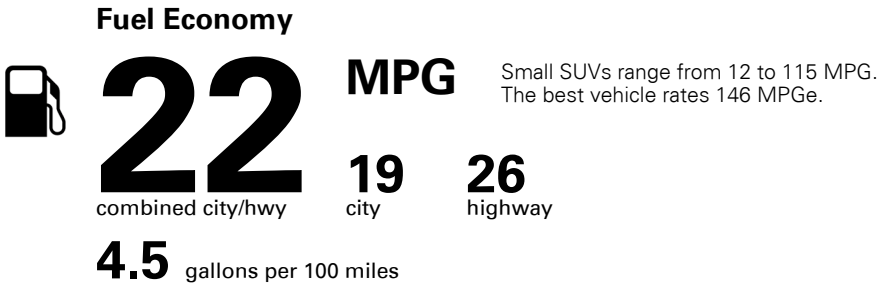 Fuel Economy
22 MPG
Small SUVs range from 12 to 115 MPG.
The best vehicle rates 146 MPGe.
combined city/hwy
19
city
26
highway
4.5 gallons per 100 miles